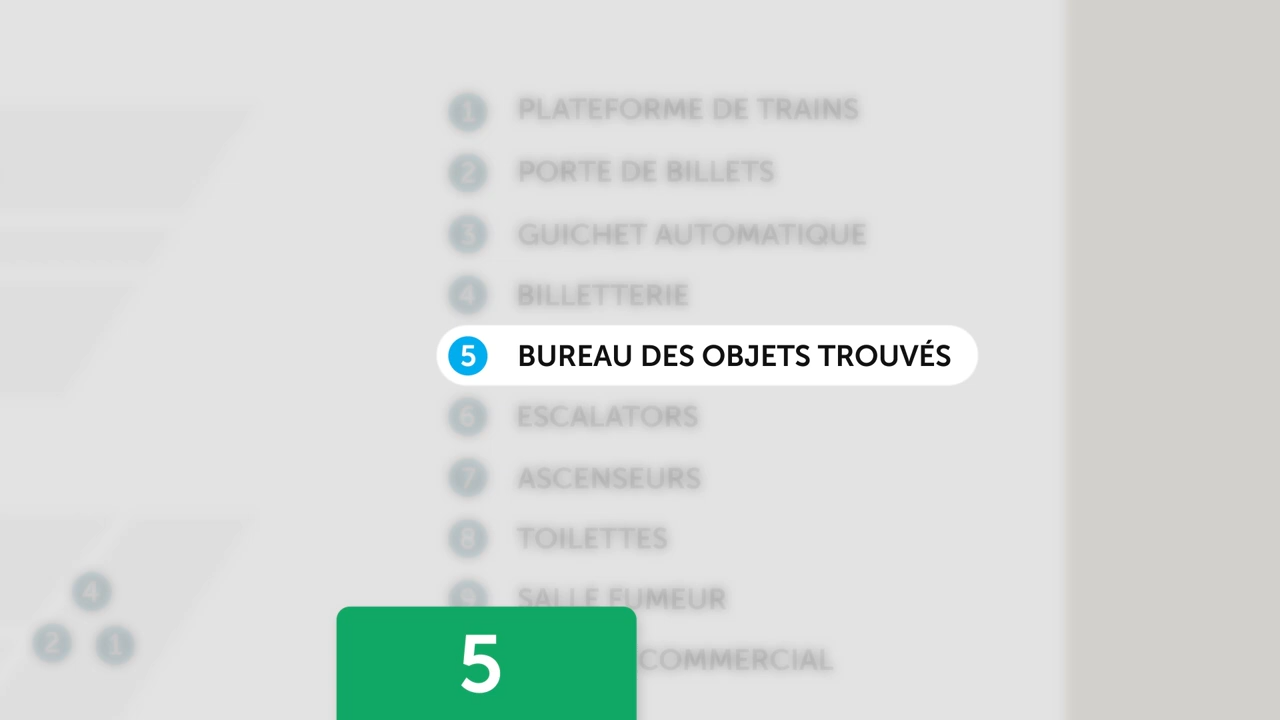 1 PLATEFORME DE TRAINS
2 PORTE DE BILLETS
3 GUICHET AUTOMATIQUE
4 BILLETTERIE
5 BUREAU DES OBJETS TROUVÉS
6 ESCALATORS
7 ASCENSEURS
8 TOILETTES
9 SALLE FUMEUR
COMMERCIAL
4
2 1
5